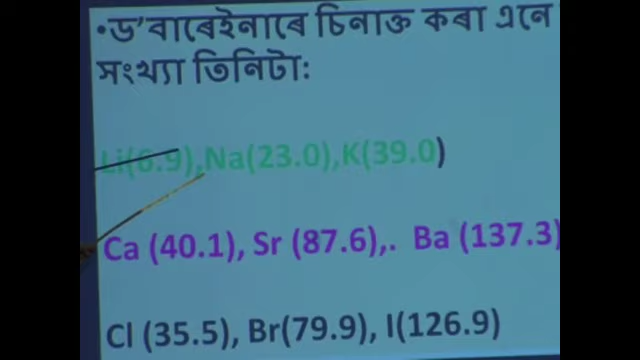 •ড'বাৰেইনাৰে চিনাক্ত কৰা এনে
সংখ্যা তিনিটা:
Li(6.9),Na(23.0),K(39.0)
Ca (40.1), Sr (87.6),. Ba (137.3)
Cl (35.5), Br(79.9), I(126.9)